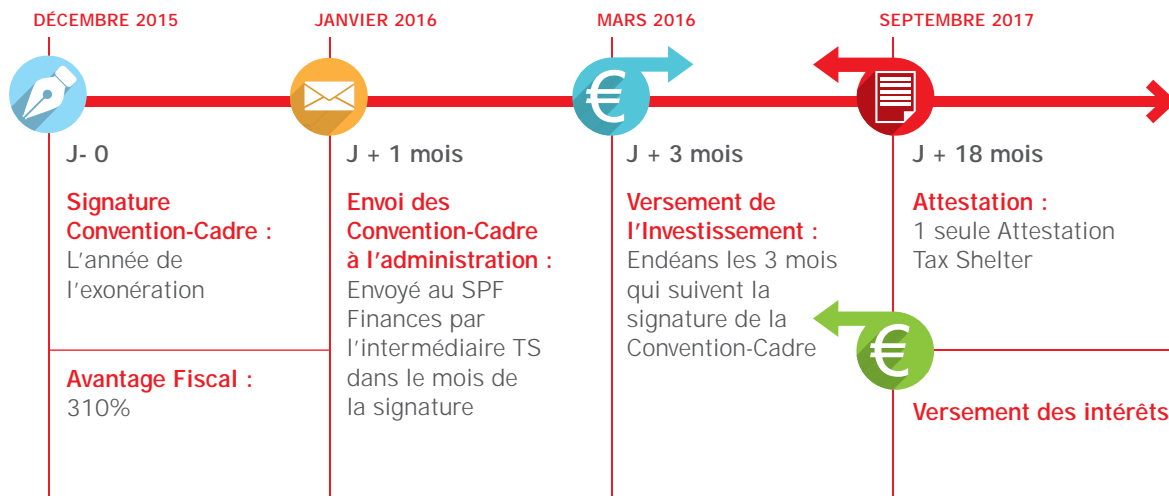 DÉCEMBRE 2015
J- 0
Signature
Convention-Cadre :
L'année de
l'exonération
Avantage Fiscal :
310%
JANVIER 2016
J + 1 mois
Envoi des
Convention-Cadre
à l'administration :
Envoyé au SPF
Finances par
l'intermédiaire TS
dans le mois de
la signature
MARS 2016
€
J + 3 mois
Versement de
l'Investissement :
Endéans les 3 mois
qui suivent la
signature de la
Convention-Cadre
SEPTEMBRE 2017
J + 18 mois
Attestation :
1 seule Attestation
Tax Shelter
€
Versement des intérêts